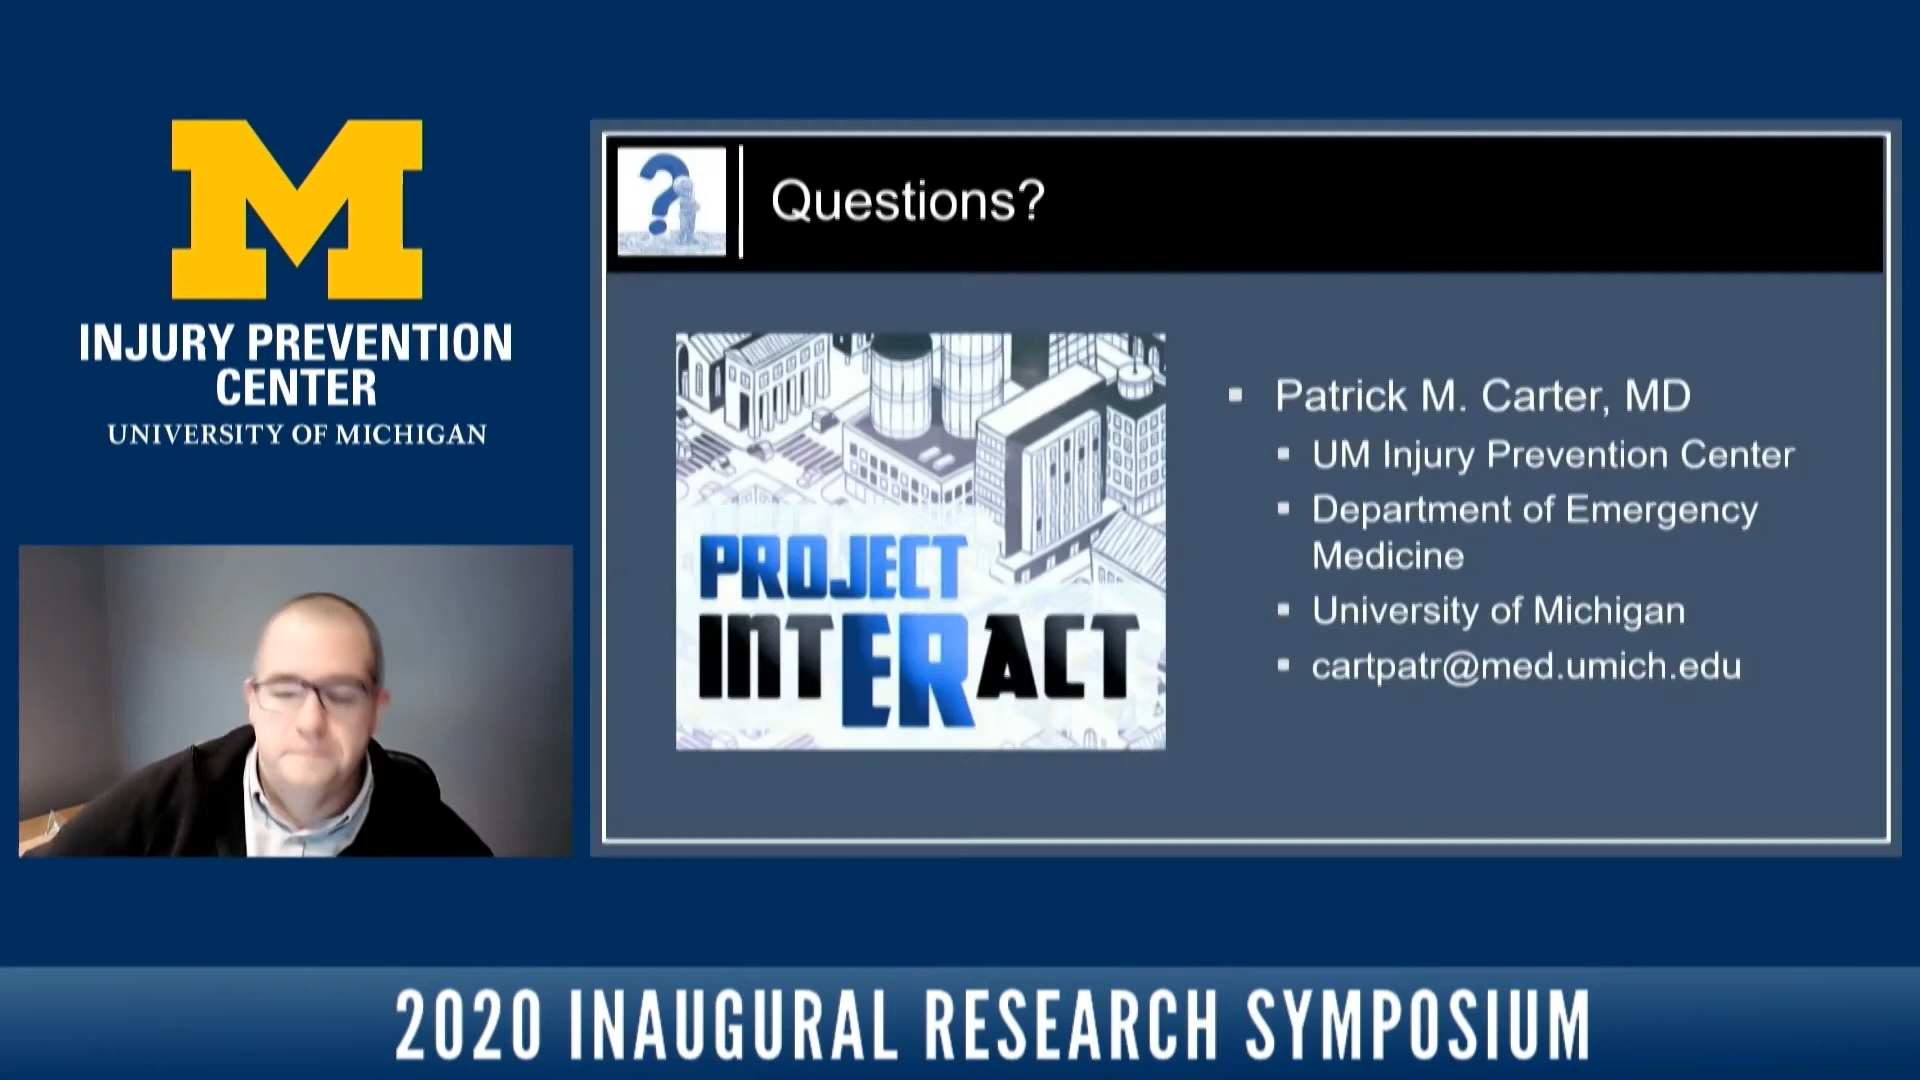 M
INJURY PREVENTION
CENTER
UNIVERSITY OF MICHIGAN
?
Questions?
PROJECT
INTERACT
Patrick M. Carter, MD
UM Injury Prevention Center
Department of Emergency
Medicine
University of Michigan
cartpatr@med.umich.edu
2020 INAUGURAL RESEARCH SYMPOSIUM